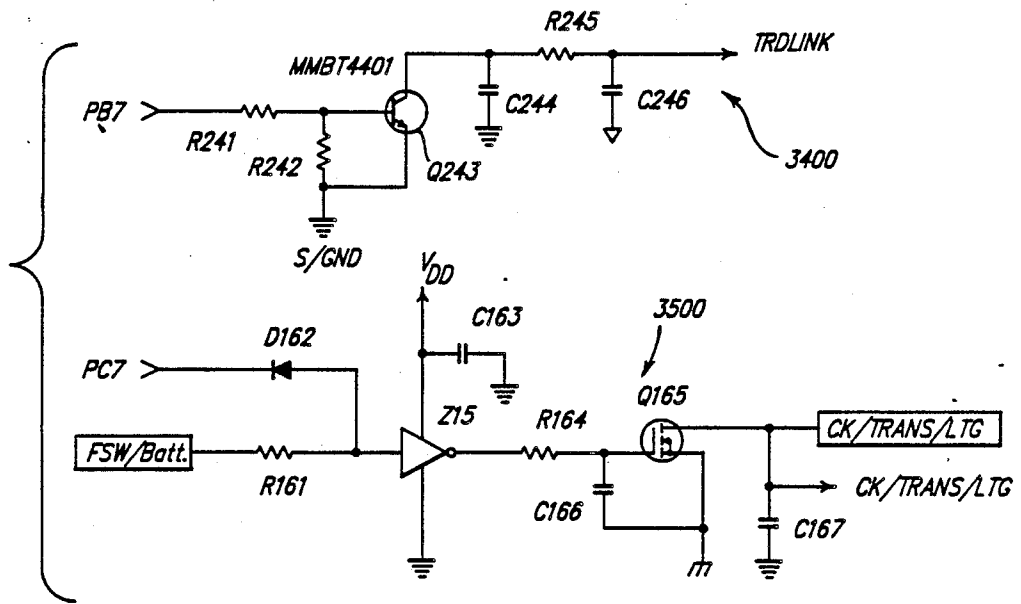 R245
TRDLINK
MMBT4401
C244
C246
PB7
R241
R242
Q243
3400
S/GND
VDD
C163
3500
D162
PC7
Z15
R164
Q165
FSW/Batt.
R161
CK/TRANS/LTG
C166
CK/TRANS/LTG
C167